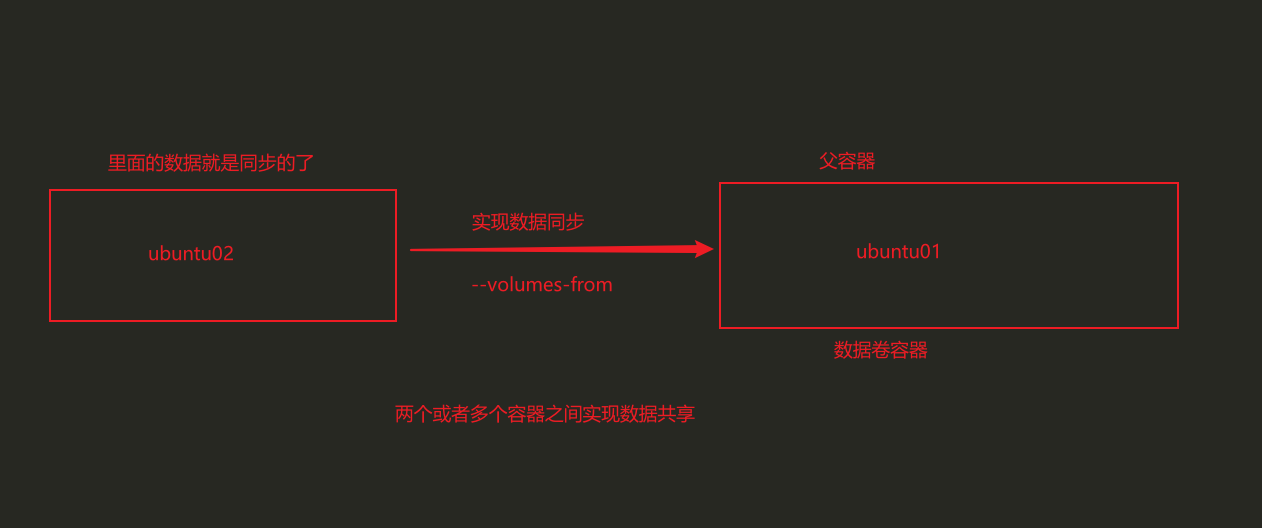 里面的数据就是同步的了
ubuntu02
实现数据同步
--volumes-from
父容器
ubuntu01
数据卷容器
两个或者多个容器之间实现数据共享